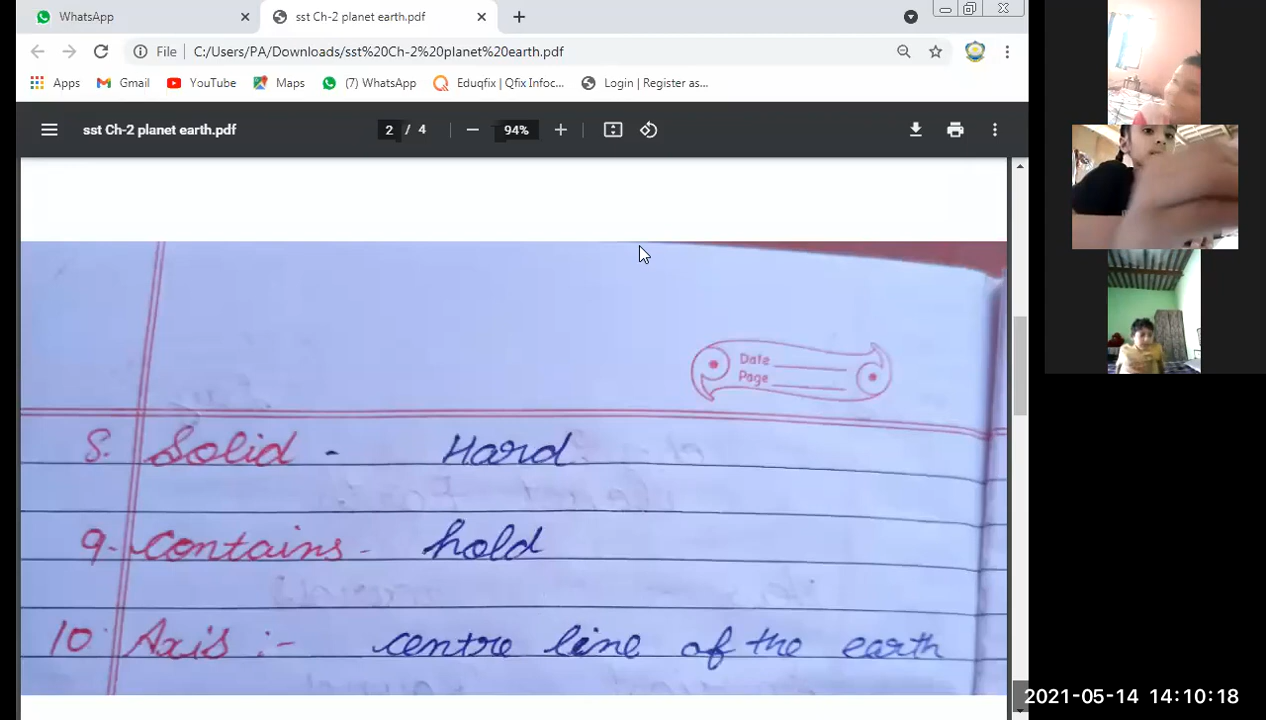 WhatsApp
sst Ch-2 planet earth.pdf
File
C:/Users/PA/Downloads/sst%20Ch-2%20planet%20earth.pdf
Apps
Gmail
YouTube
Maps
(7) WhatsApp
Eduqfix | Qfix Infoc...
Login | Register as...
sst Ch-2 planet earth.pdf
2 / 4
94%
Date
Page
8. Solid - Hard
9. Contains - hold
10. Axis :- centre line of the earth
2021-05-14 14:10:18